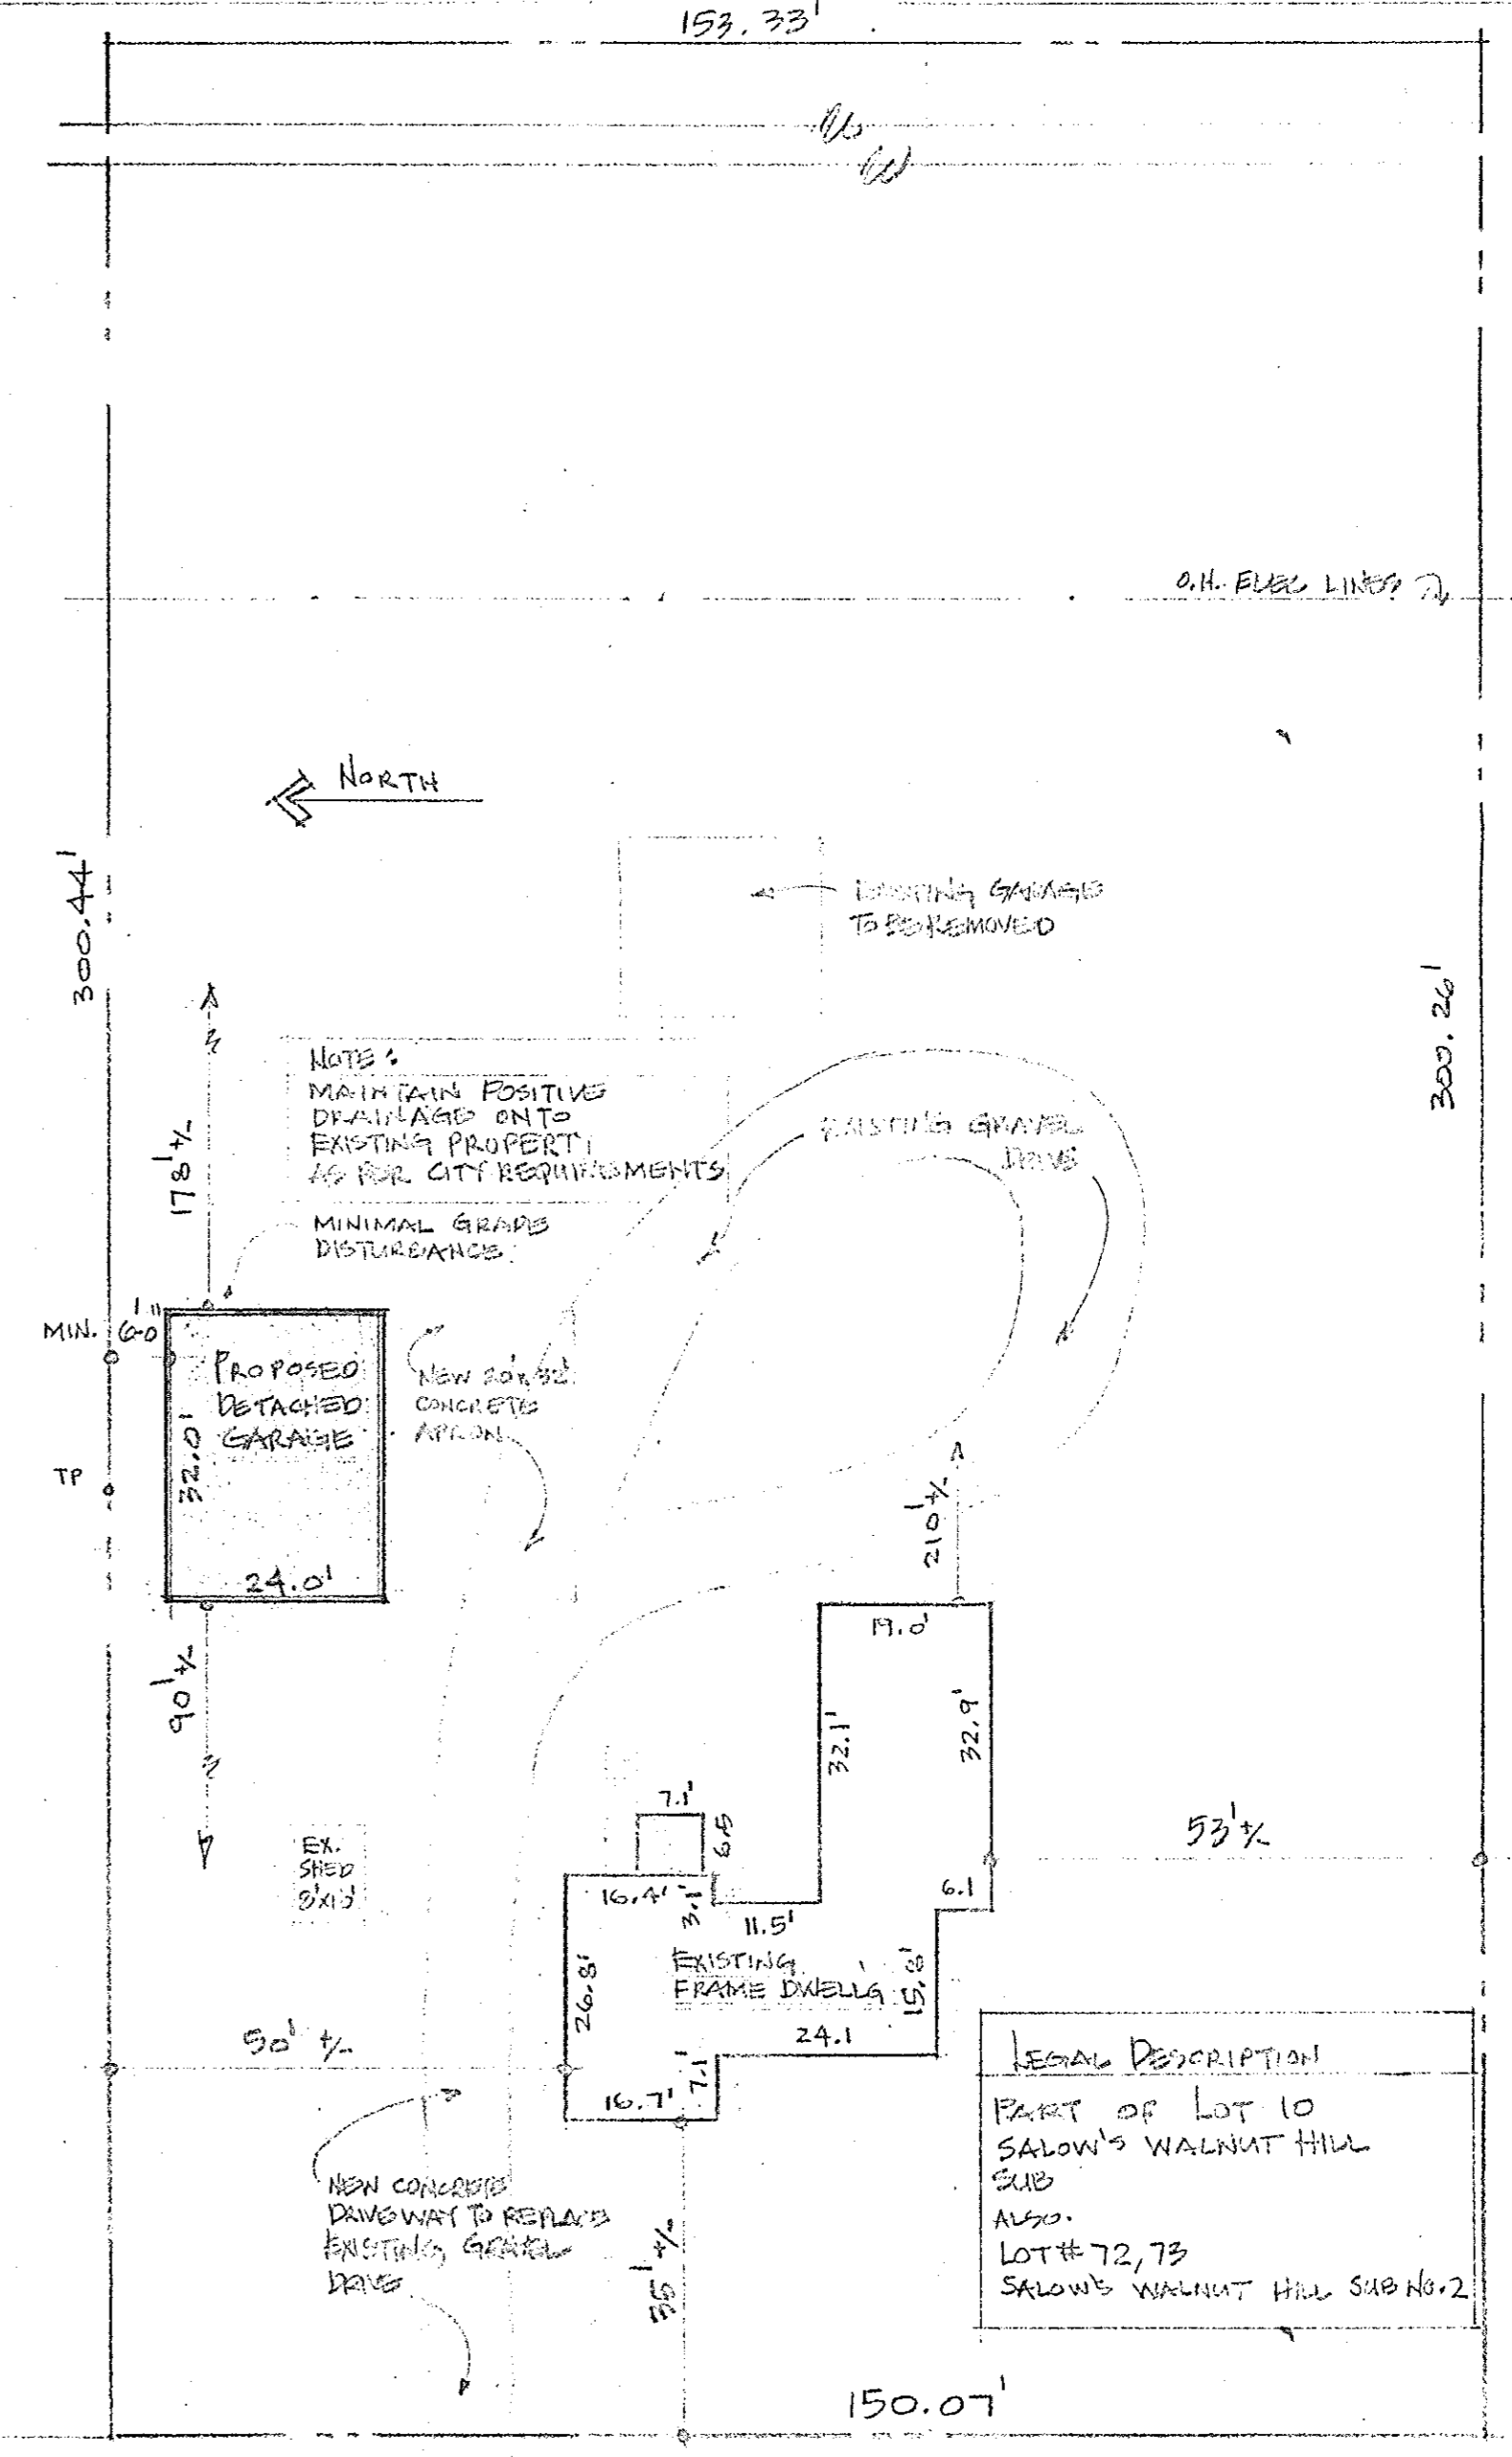 153.33'
O.H. ELEC LINES
NORTH
300.44'
EXISTING GARAGE
TO BE REMOVED
300.26'
NOTE:
MAINTAIN POSITIVE
DRAINAGE ONTO
EXISTING PROPERTY
AS PER CITY REQUIREMENTS
178' +/-
EXISTING GRAVEL
DRIVE
MINIMAL GRADE
DISTURBANCE
MIN. 6'-0"
PROPOSED
DETACHED
GARAGE
32.0'
24.0'
NEW 20'x32'
CONCRETE
APRON
TP
210' +/-
19.0'
90' +/-
32.1'
32.9'
7.1'
6.5
53' +/-
EX.
SHED
16.4'
3.1'
11.5'
6.1
EXISTING
FRAME DWELLG
26.8'
24.1
50' +/-
16.7'
7.1'
LEGAL DESCRIPTION
PART OF LOT 10
SALOW'S WALNUT HILL
SUB
ALSO.
LOT # 72,73
SALOW'S WALNUT HILL SUB NO.2
NEW CONCRETE
DRIVEWAY TO REPLACE
EXISTING GRAVEL
DRIVE
35' +/-
150.07'